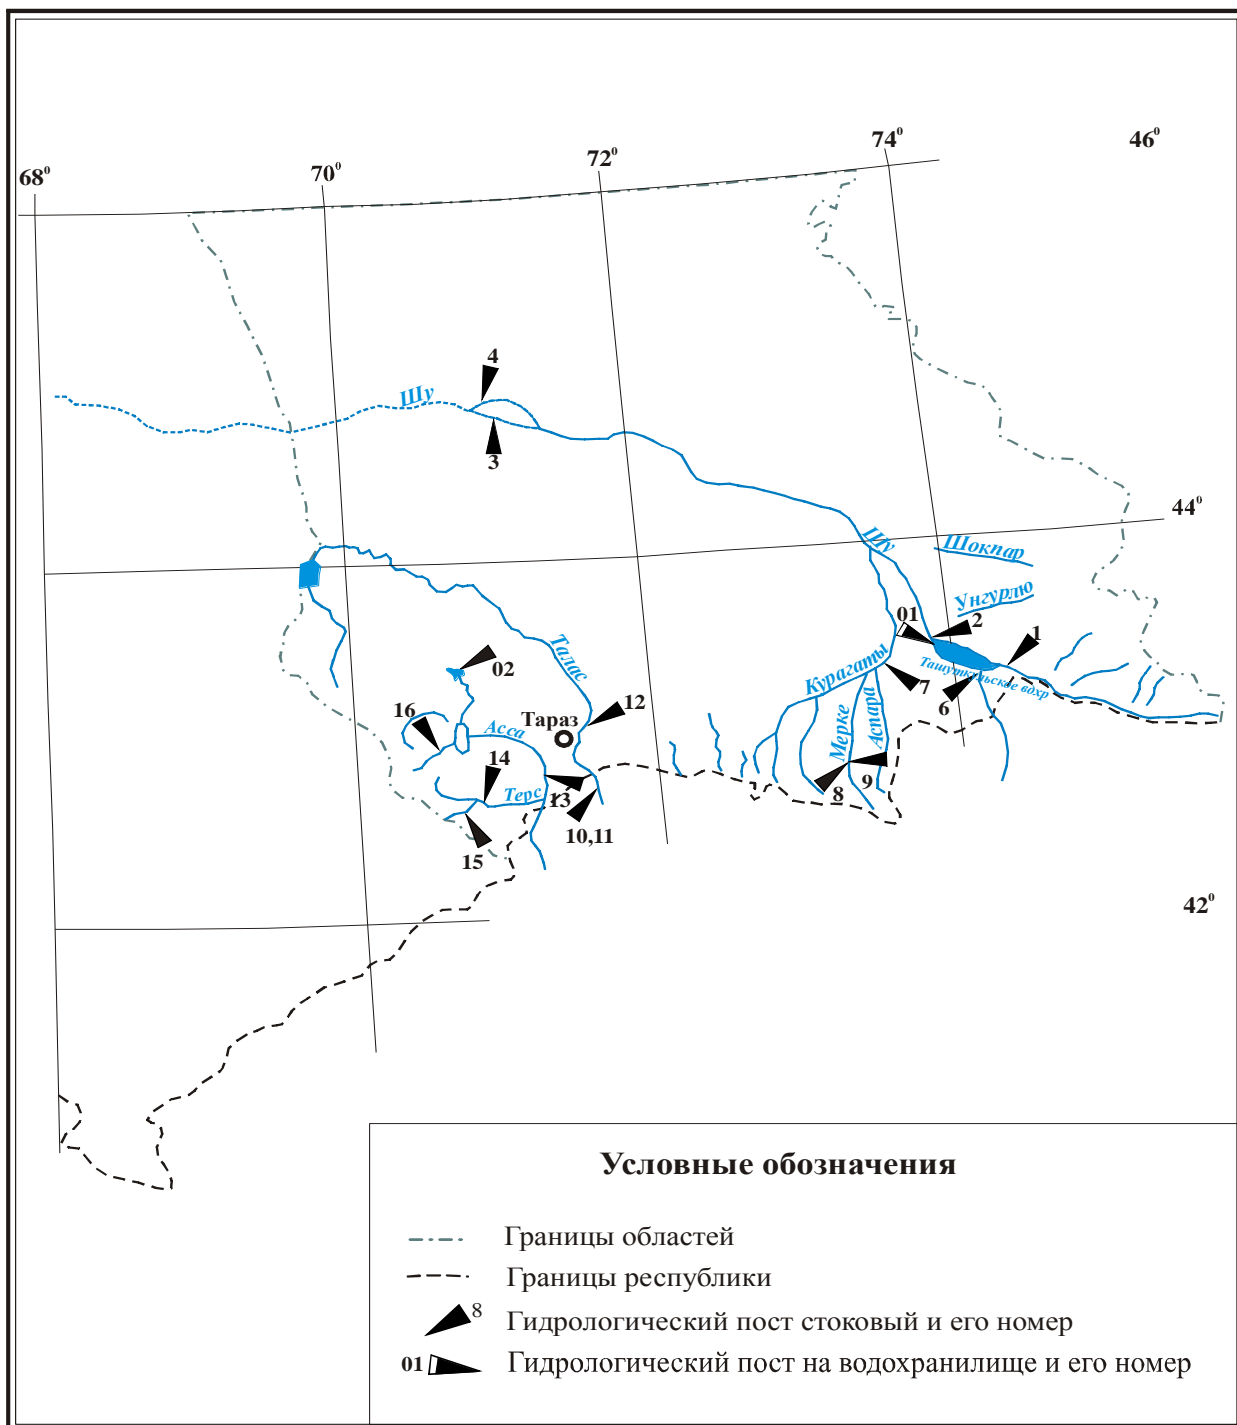 46⁰
74⁰
72⁰
70⁰
68⁰
4
Шу
3
44⁰
Шу
Шокпар
Унгурлю
01
2
1
Талас
02
Курагаты
Ташуткульское вдхр
7
6
12
16
Тараз
Асса
Мерке
Аспара
14
Терс
13
8
9
10,11
15
42⁰
Условные обозначения
Границы областей
Границы республики
8
Гидрологический пост стоковый и его номер
01
Гидрологический пост на водохранилище и его номер